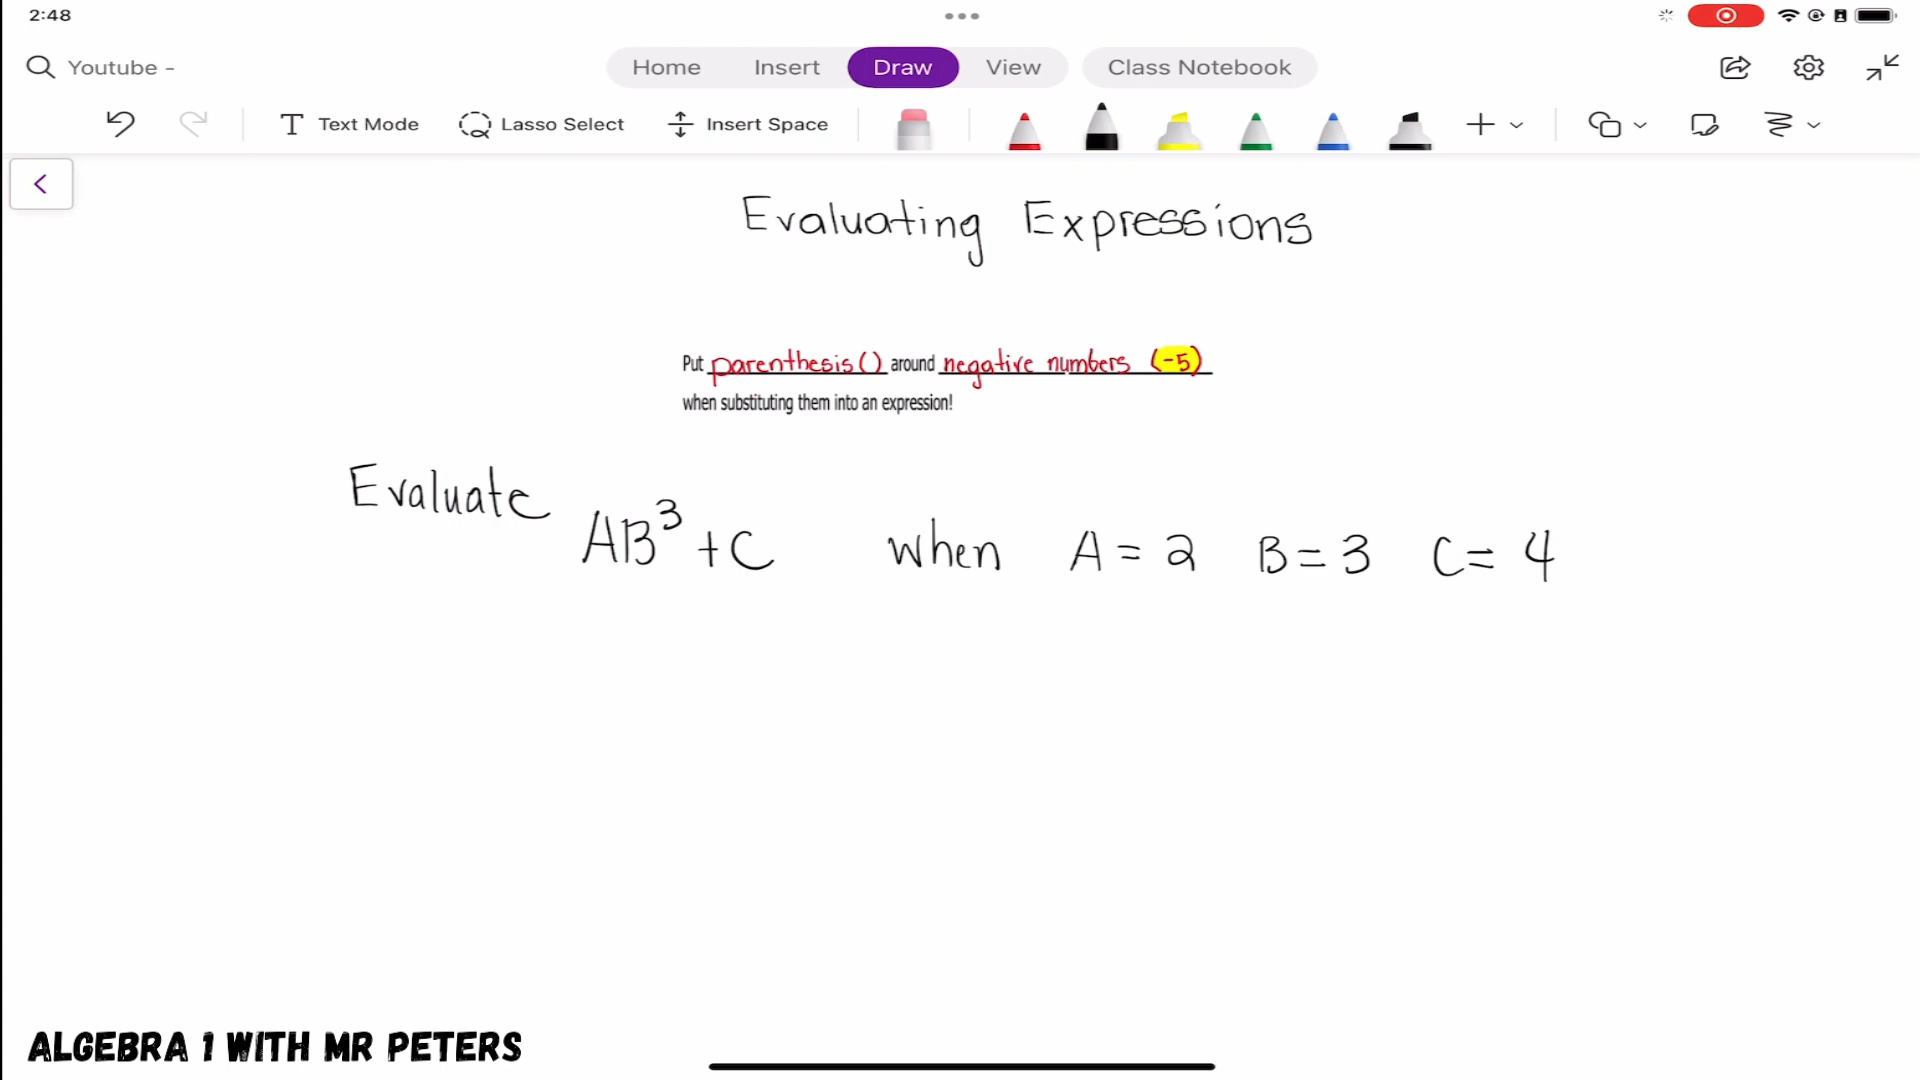 2:48
Youtube -
Home Insert Draw View Class Notebook
Text Mode Lasso Select Insert Space
Evaluating Expressions
Put parenthesis () around negative numbers (-5)
when substituting them into an expression!
Evaluate AB³ + C when A = 2 B = 3 C = 4
ALGEBRA 1 WITH MR PETERS